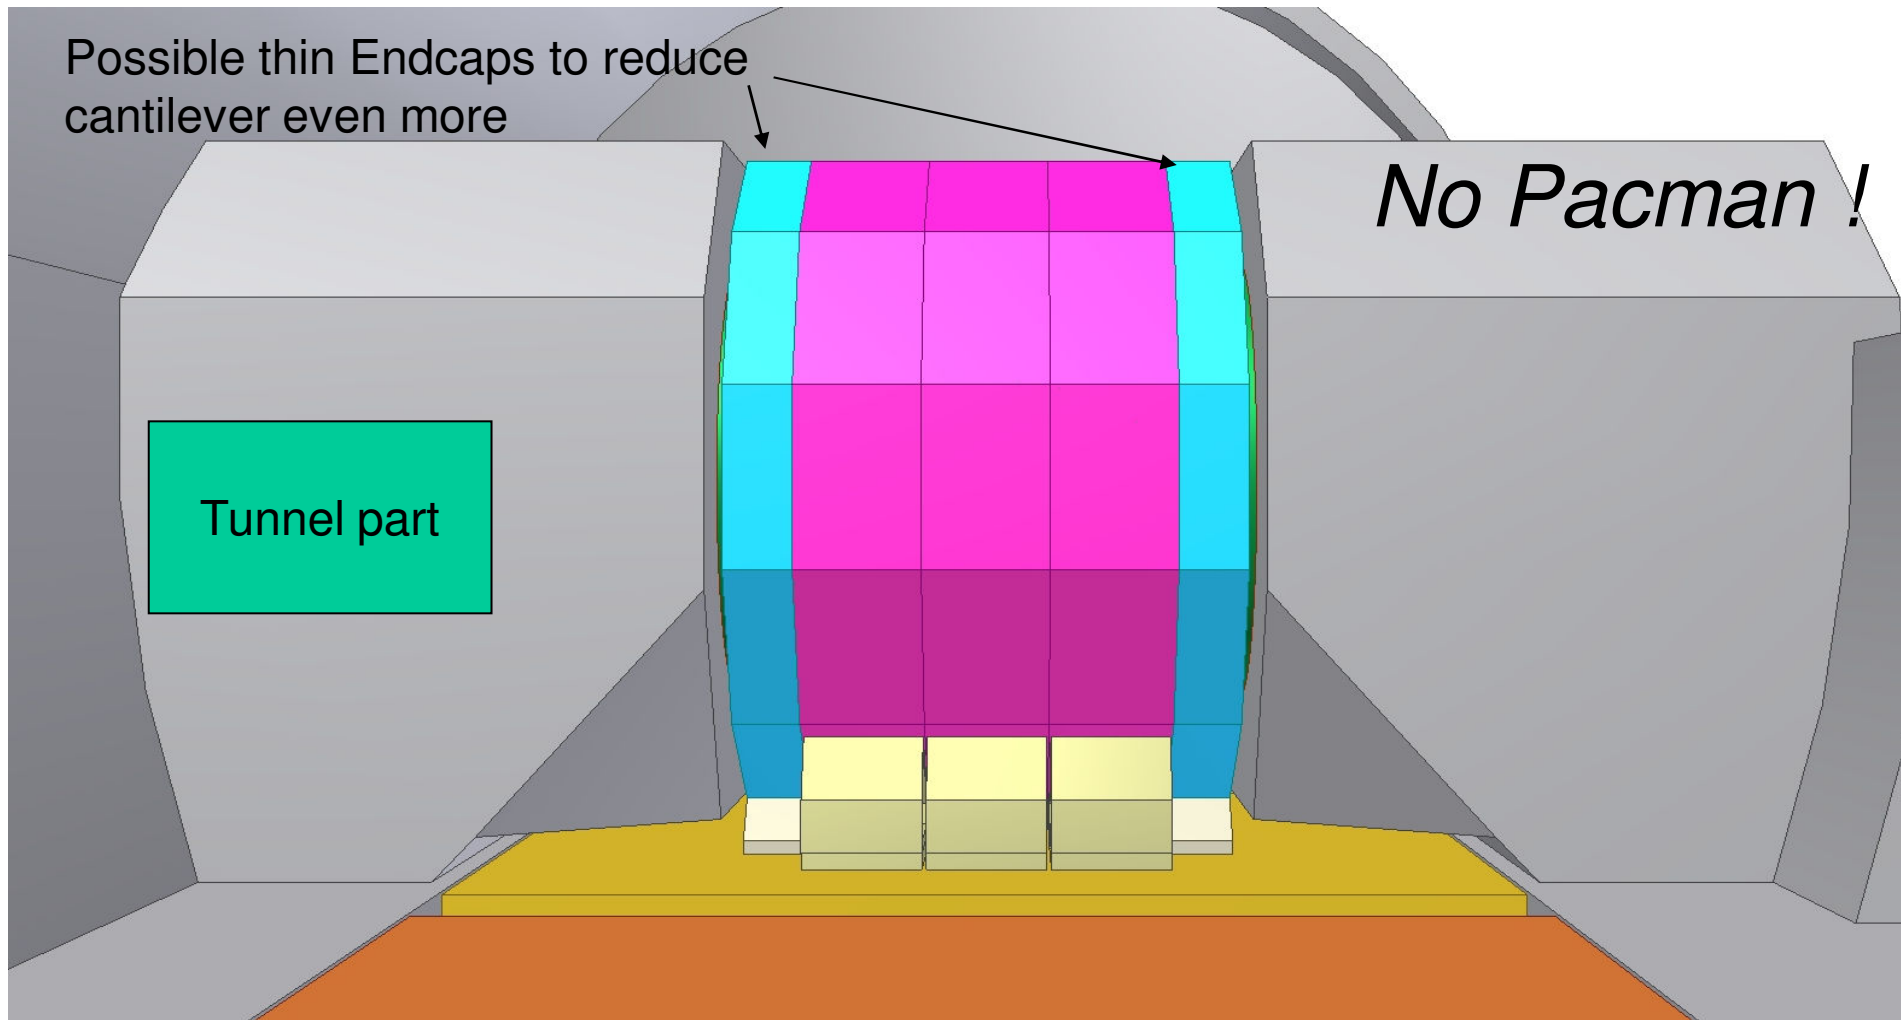 Possible thin Endcaps to reduce
cantilever even more
No Pacman !
Tunnel part